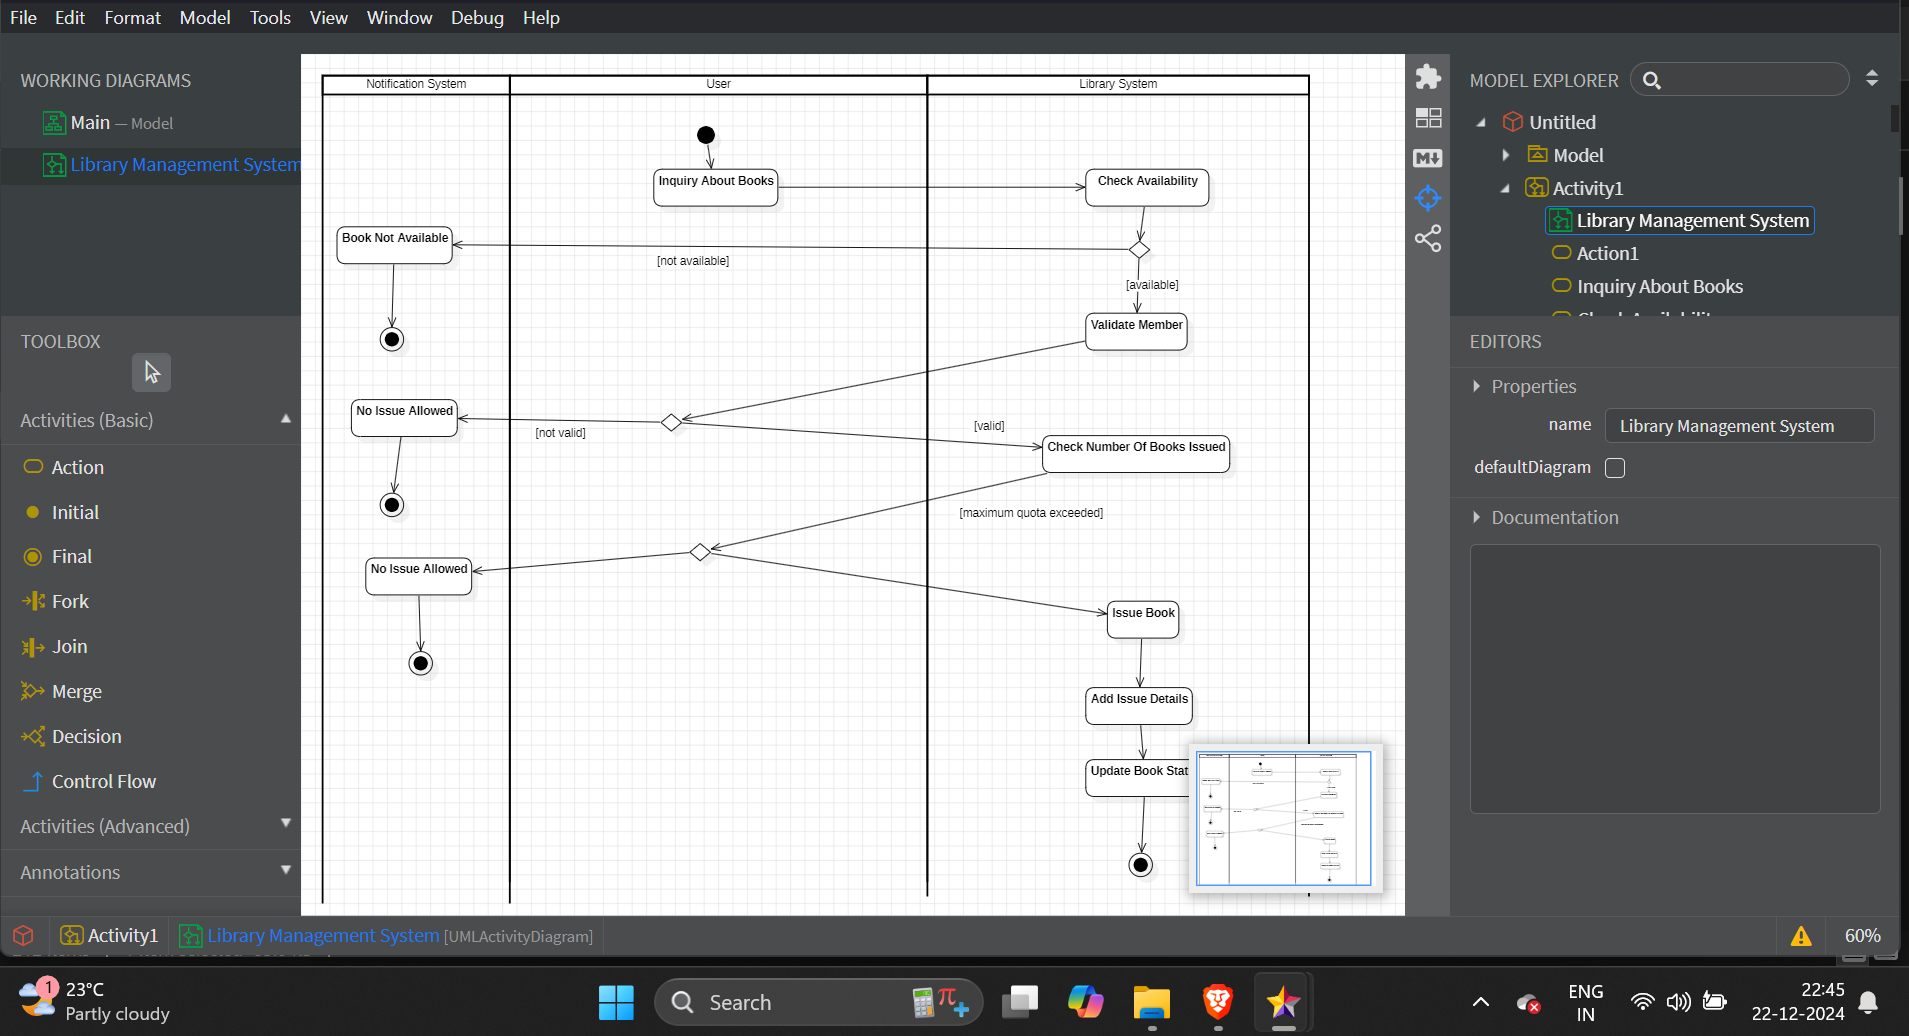 File Edit Format Model Tools View Window Debug Help
WORKING DIAGRAMS
Main — Model
Library Management System
TOOLBOX
Activities (Basic)
Action
Initial
Final
Fork
Join
Merge
Decision
Control Flow
Activities (Advanced)
Annotations
Notification System User Library System
Inquiry About Books Check Availability
Book Not Available
[not available]
[available]
Validate Member
No Issue Allowed
[not valid] [valid]
Check Number Of Books Issued
[maximum quota exceeded]
No Issue Allowed
Issue Book
Add Issue Details
Update Book Stat
MODEL EXPLORER
Untitled
Model
Activity1
Library Management System
Action1
Inquiry About Books
EDITORS
Properties
name Library Management System
defaultDiagram
Documentation
Activity1 Library Management System [UMLActivityDiagram] 60%
1 23°C
Partly cloudy
Search
ENG
IN
22:45
22-12-2024